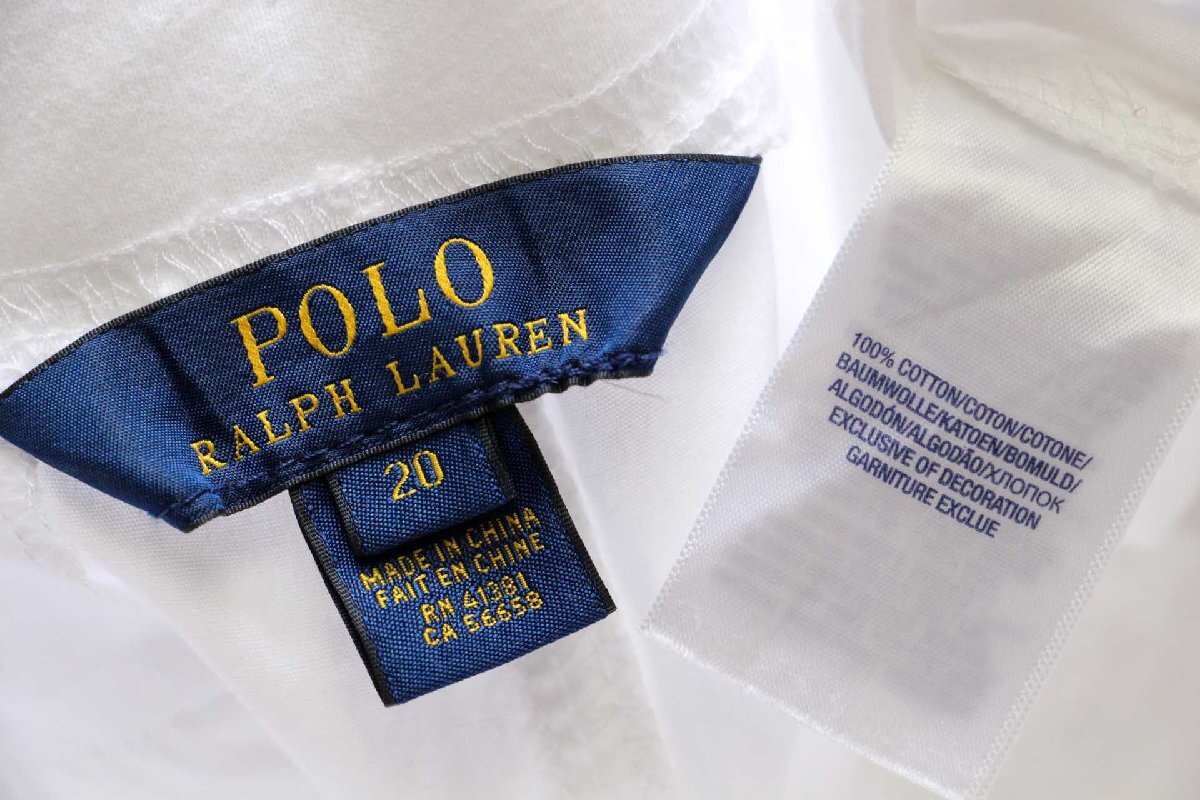 POLO
RALPH LAUREN
20
MADE IN CHINA
FAIT EN CHINE
RN 41381
CA 56658
100% COTTON/COTON/COTONE/
BAUMWOLLE/KATOEN/BOMULD/
ALGODÓN/ALGODÃO/ХЛОПОК
EXCLUSIVE OF DECORATION
GARNITURE EXCLUE